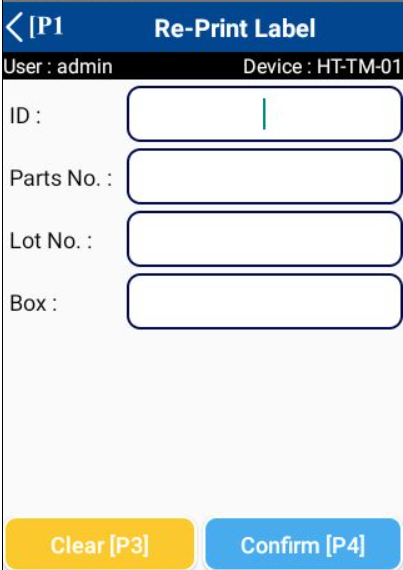 [P1 Re-Print Label
User : admin Device : HT-TM-01
ID :
Parts No. :
Lot No. :
Box :
Clear [P3] Confirm [P4]